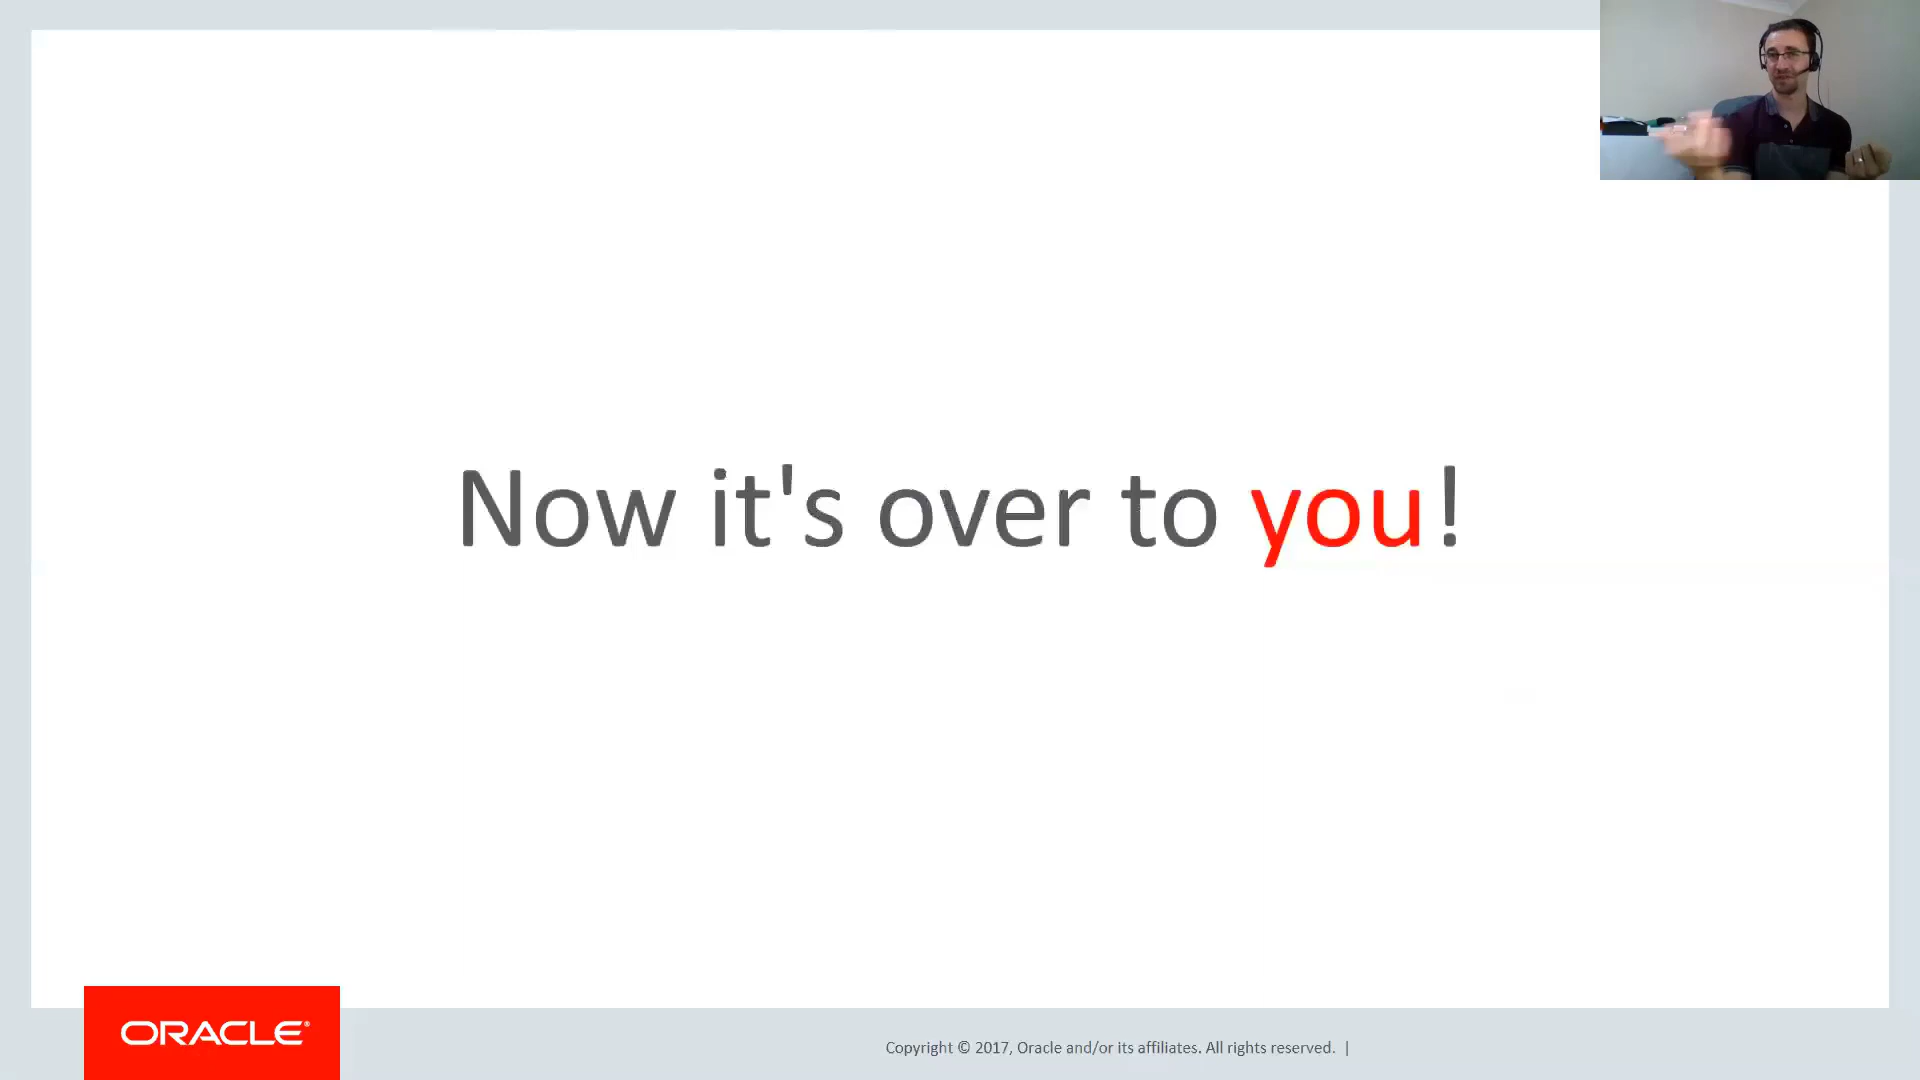 Now it's over to you!
ORACLE®
Copyright © 2017, Oracle and/or its affiliates. All rights reserved. |